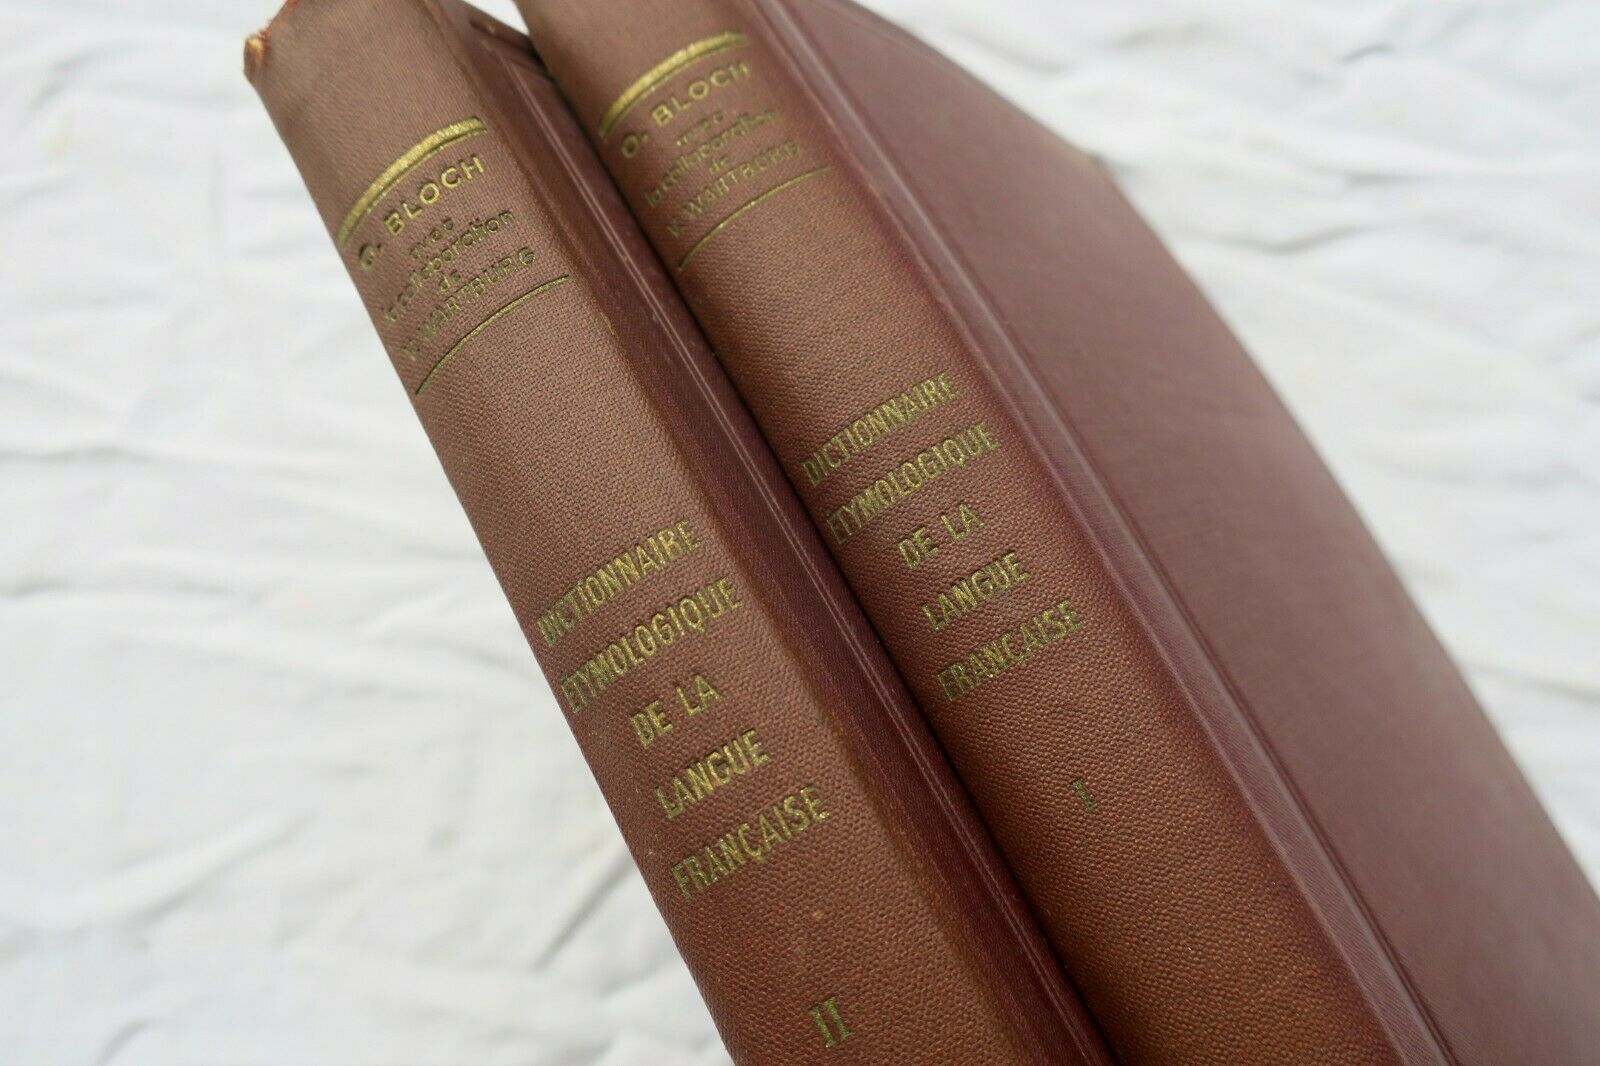 O. BLOCH
avec
la collaboration
de
W. WARTBURG
DICTIONNAIRE
ÉTYMOLOGIQUE
DE LA
LANGUE
FRANÇAISE
II
O. BLOCH
avec
la collaboration
de
W. WARTBURG
DICTIONNAIRE
ÉTYMOLOGIQUE
DE LA
LANGUE
FRANÇAISE
I